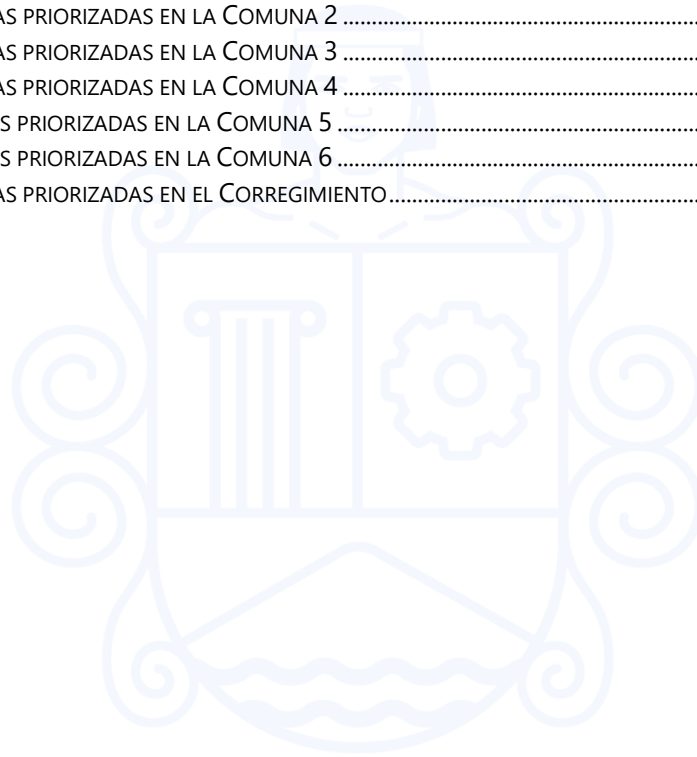 AS PRIORIZADAS EN LA COMUNA 2 ........................................................................
AS PRIORIZADAS EN LA COMUNA 3 ........................................................................
AS PRIORIZADAS EN LA COMUNA 4 ........................................................................
S PRIORIZADAS EN LA COMUNA 5 ........................................................................
S PRIORIZADAS EN LA COMUNA 6 ........................................................................
AS PRIORIZADAS EN EL CORREGIMIENTO ...............................................................